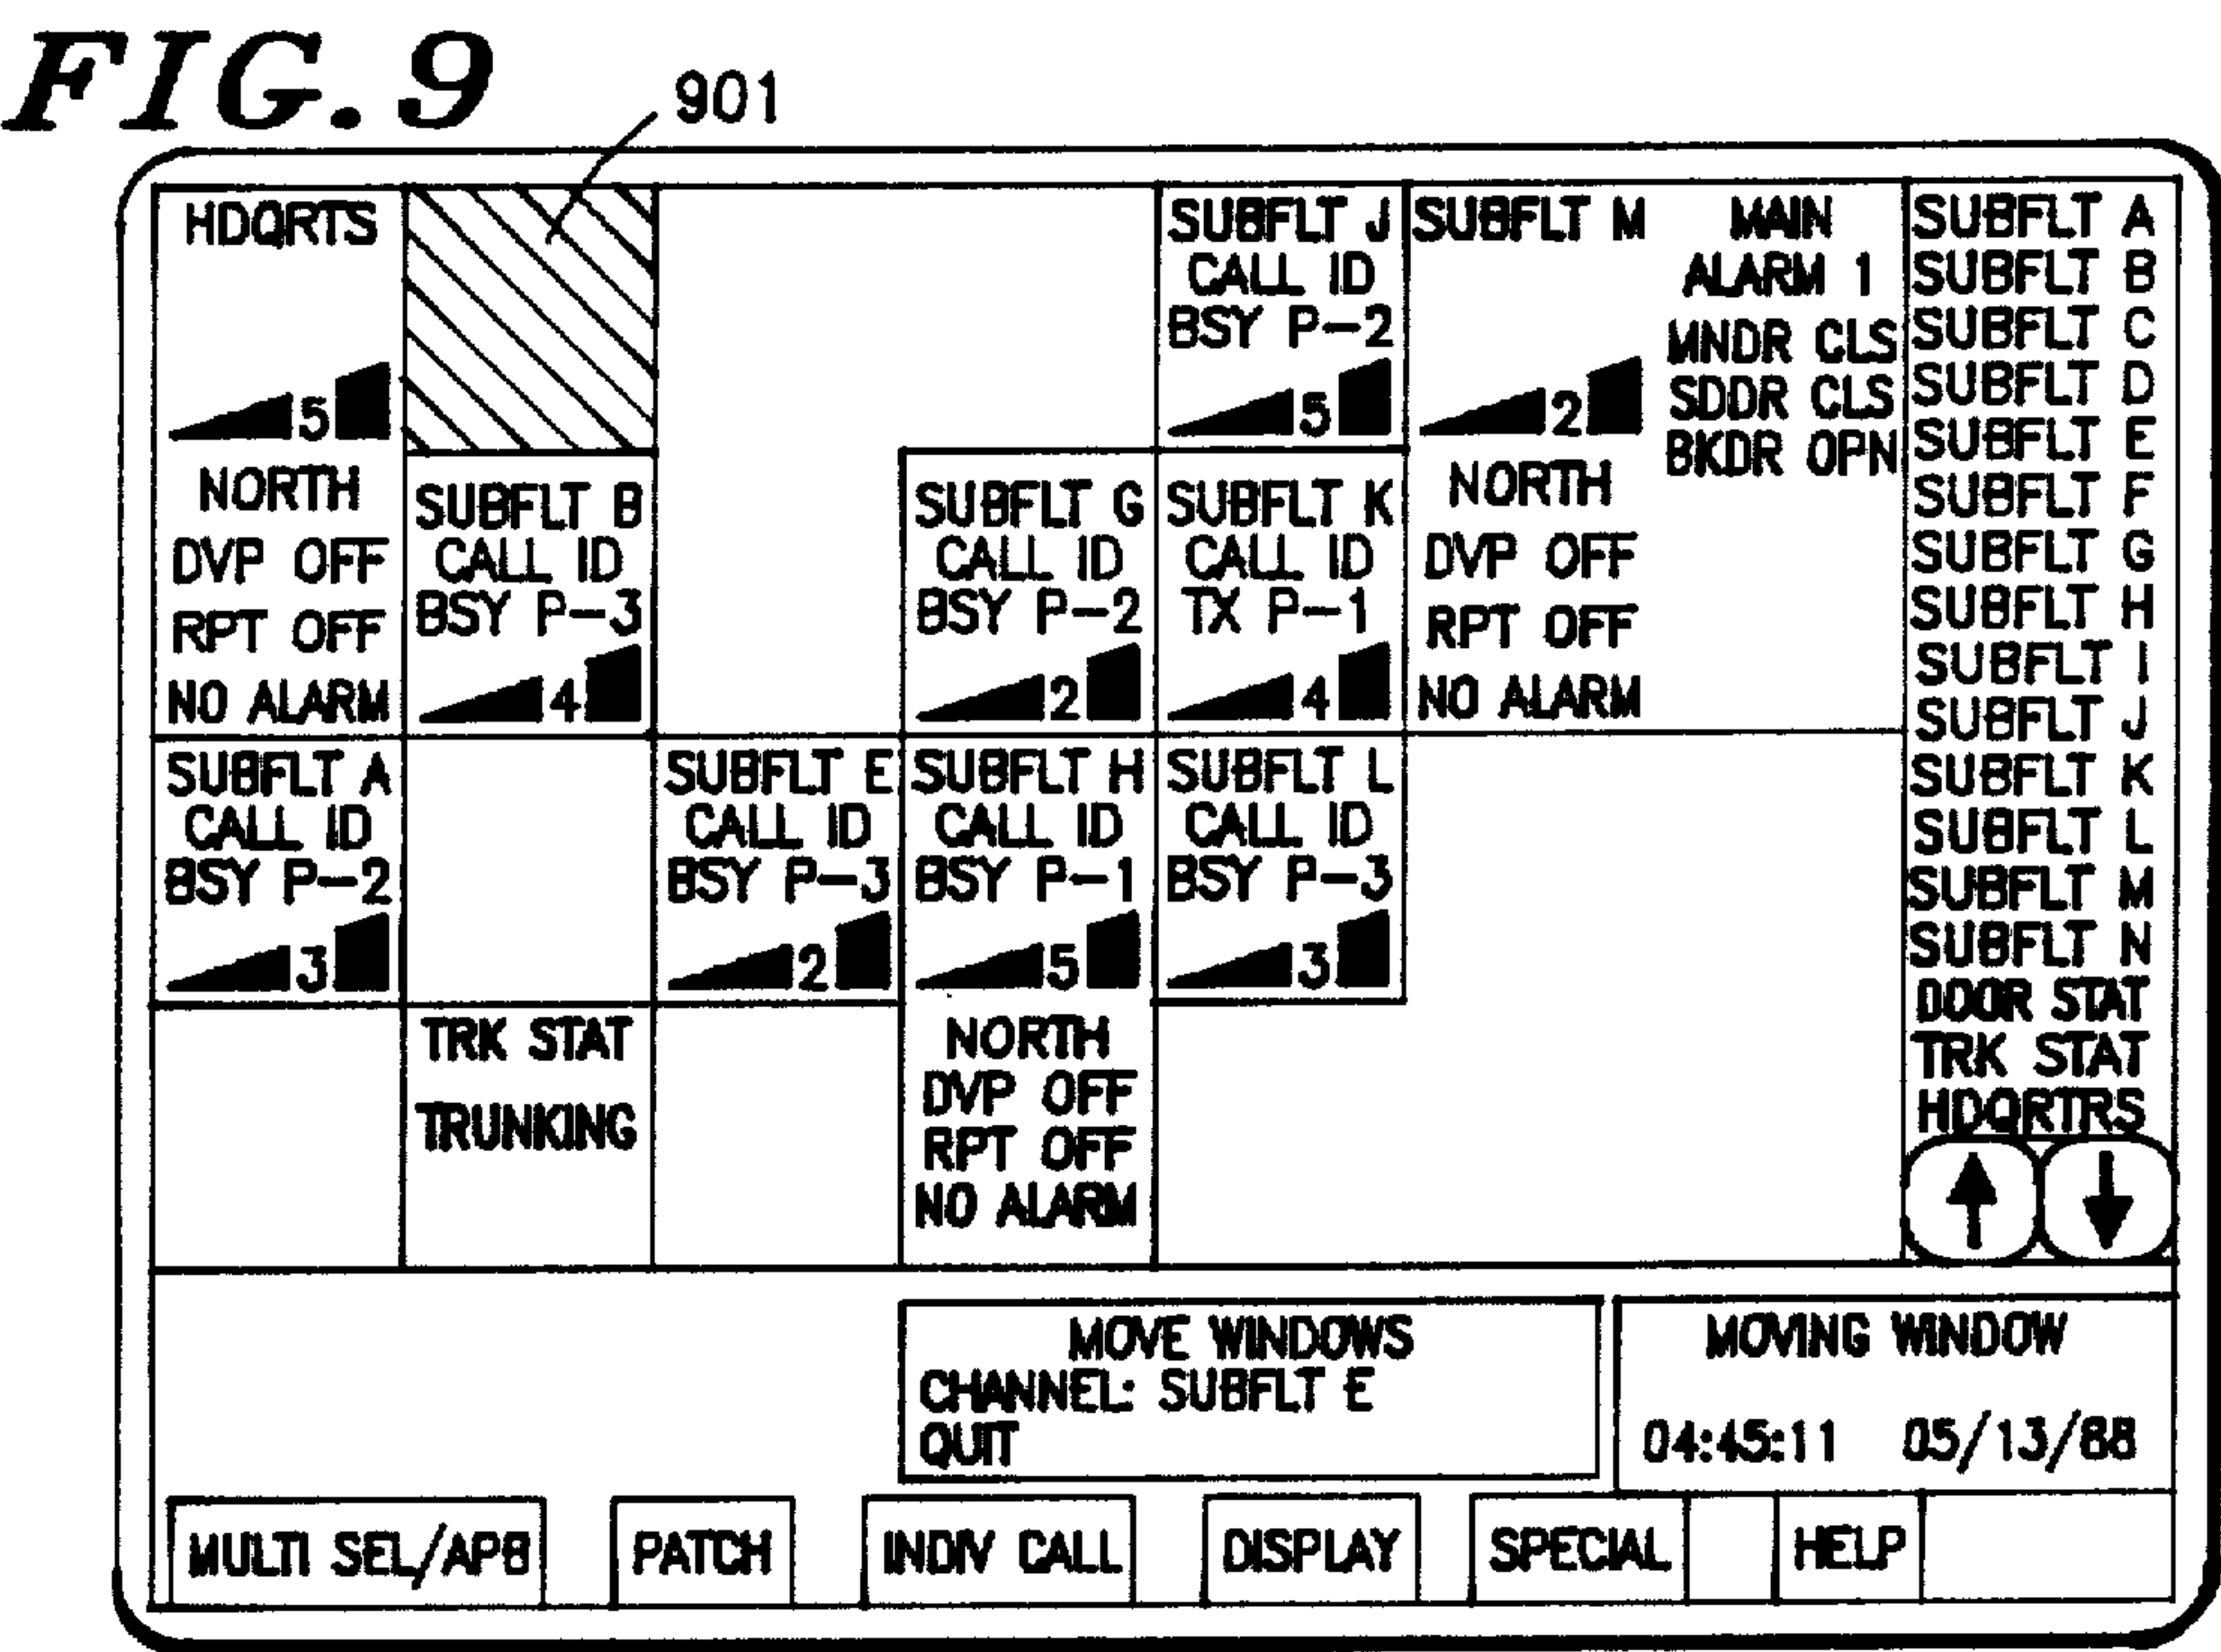 FIG. 9
901
HDQRTS
5
NORTH
DVP OFF
RPT OFF
NO ALARM
SUBFLT A
CALL ID
BSY P-2
3
SUBFLT B
CALL ID
BSY P-3
4
TRK STAT
TRUNKING
SUBFLT E
CALL ID
BSY P-3
2
SUBFLT G
CALL ID
BSY P-2
2
SUBFLT H
CALL ID
BSY P-1
5
NORTH
DVP OFF
RPT OFF
NO ALARM
SUBFLT J
CALL ID
BSY P-2
5
SUBFLT K
CALL ID
TX P-1
4
SUBFLT L
CALL ID
BSY P-3
3
SUBFLT M
2
NORTH
DVP OFF
RPT OFF
NO ALARM
MAIN
ALARM 1
MNDR CLS
SDDR CLS
BKDR OPN
SUBFLT A
SUBFLT B
SUBFLT C
SUBFLT D
SUBFLT E
SUBFLT F
SUBFLT G
SUBFLT H
SUBFLT I
SUBFLT J
SUBFLT K
SUBFLT L
SUBFLT M
SUBFLT N
DOOR STAT
TRK STAT
HDQRTRS
MOVE WINDOWS
CHANNEL: SUBFLT E
QUIT
MOVING WINDOW
04:45:11 05/13/88
MULTI SEL/APB
PATCH
INDIV CALL
DISPLAY
SPECIAL
HELP